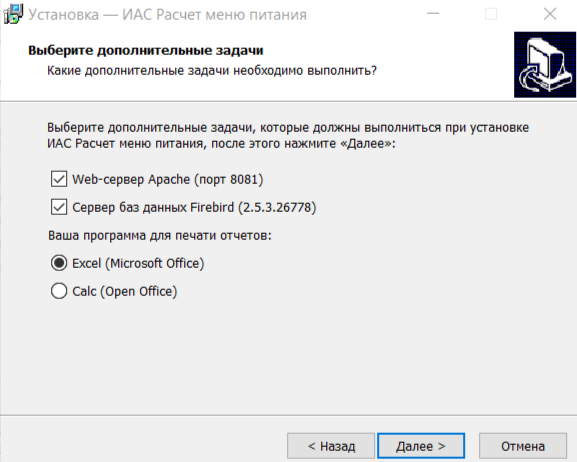 Установка — ИАС Расчет меню питания
Выберите дополнительные задачи
Какие дополнительные задачи необходимо выполнить?
Выберите дополнительные задачи, которые должны выполниться при установке
ИАС Расчет меню питания, после этого нажмите «Далее»:
Web-сервер Apache (порт 8081)
Сервер баз данных Firebird (2.5.3.26778)
Ваша программа для печати отчетов:
Excel (Microsoft Office)
Calc (Open Office)
< Назад
Далее >
Отмена